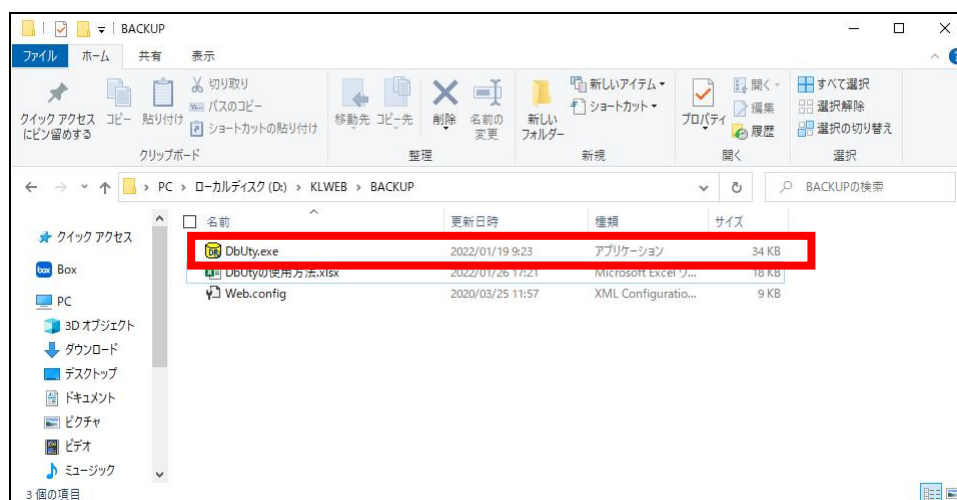 BACKUP
ファイル ホーム 共有 表示
クイック アクセス
にピン留めする
コピー
貼り付け
切り取り
パスのコピー
ショートカットの貼り付け
クリップボード
移動先
コピー先
削除
名前の
変更
整理
新しい
フォルダー
新しいアイテム
ショートカット
新規
プロパティ
開く
編集
履歴
開く
すべて選択
選択解除
選択の切り替え
選択
PC › ローカルディスク (D:) › KLWEB › BACKUP
BACKUPの検索
名前 更新日時 種類 サイズ
DbUty.exe 2022/01/19 9:23 アプリケーション 34 KB
DbUtyの使用方法.xlsx 2022/01/26 17:21 Microsoft Excel ワ... 18 KB
Web.config 2020/03/25 11:57 XML Configuratio... 9 KB
クイック アクセス
box Box
PC
3D オブジェクト
ダウンロード
デスクトップ
ドキュメント
ピクチャ
ビデオ
ミュージック
3 個の項目